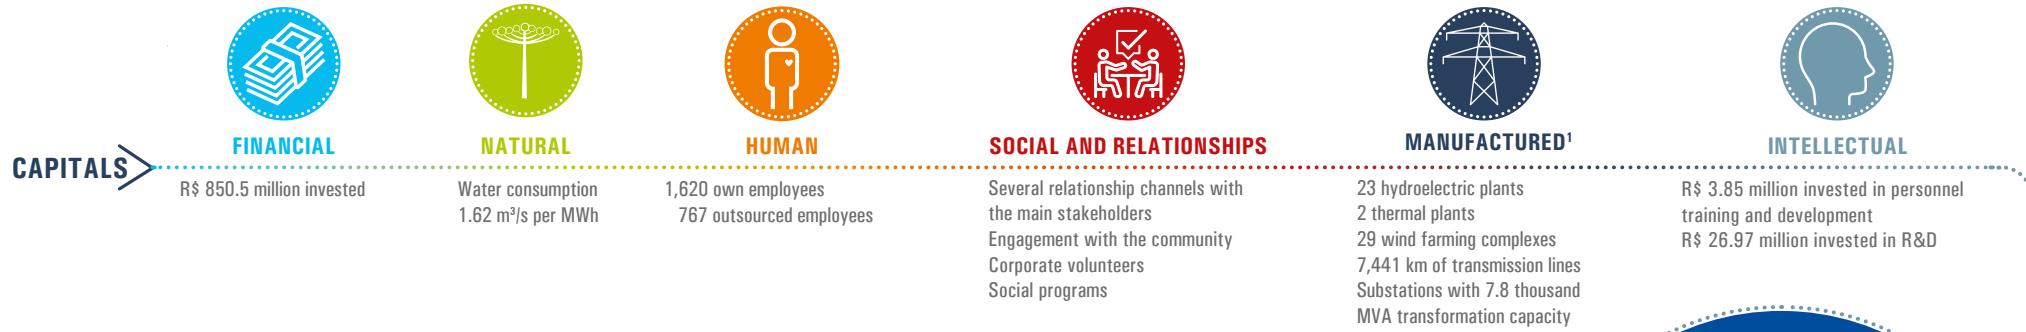 CAPITALS
FINANCIAL
R$ 850.5 million invested
NATURAL
Water consumption
1.62 m³/s per MWh
HUMAN
1,620 own employees
767 outsourced employees
SOCIAL AND RELATIONSHIPS
Several relationship channels with
the main stakeholders
Engagement with the community
Corporate volunteers
Social programs
MANUFACTURED¹
23 hydroelectric plants
2 thermal plants
29 wind farming complexes
7,441 km of transmission lines
Substations with 7.8 thousand
MVA transformation capacity
INTELLECTUAL
R$ 3.85 million invested in personnel
training and development
R$ 26.97 million invested in R&D